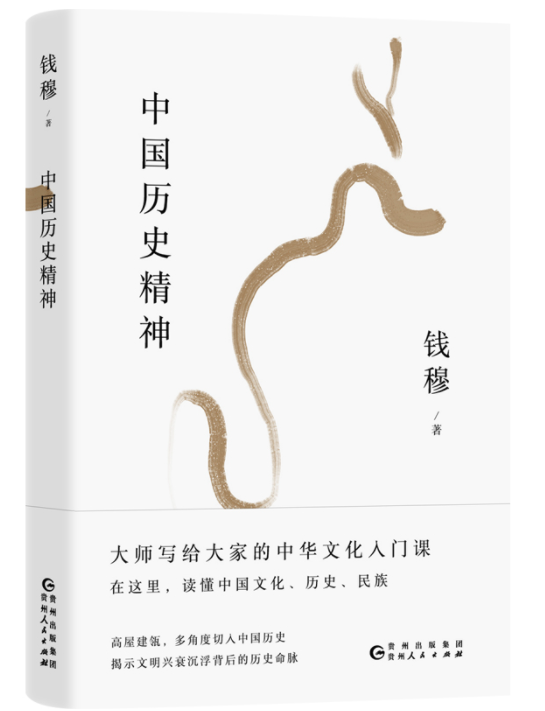 钱穆
/
著
中国历史精神
贵州出版集团
贵州人民出版社
中国历史精神
钱穆
/
著
大师写给大家的中华文化入门课
在这里，读懂中国文化、历史、民族
高屋建瓴，多角度切入中国历史
揭示文明兴衰沉浮背后的历史命脉
贵州出版集团
贵州人民出版社